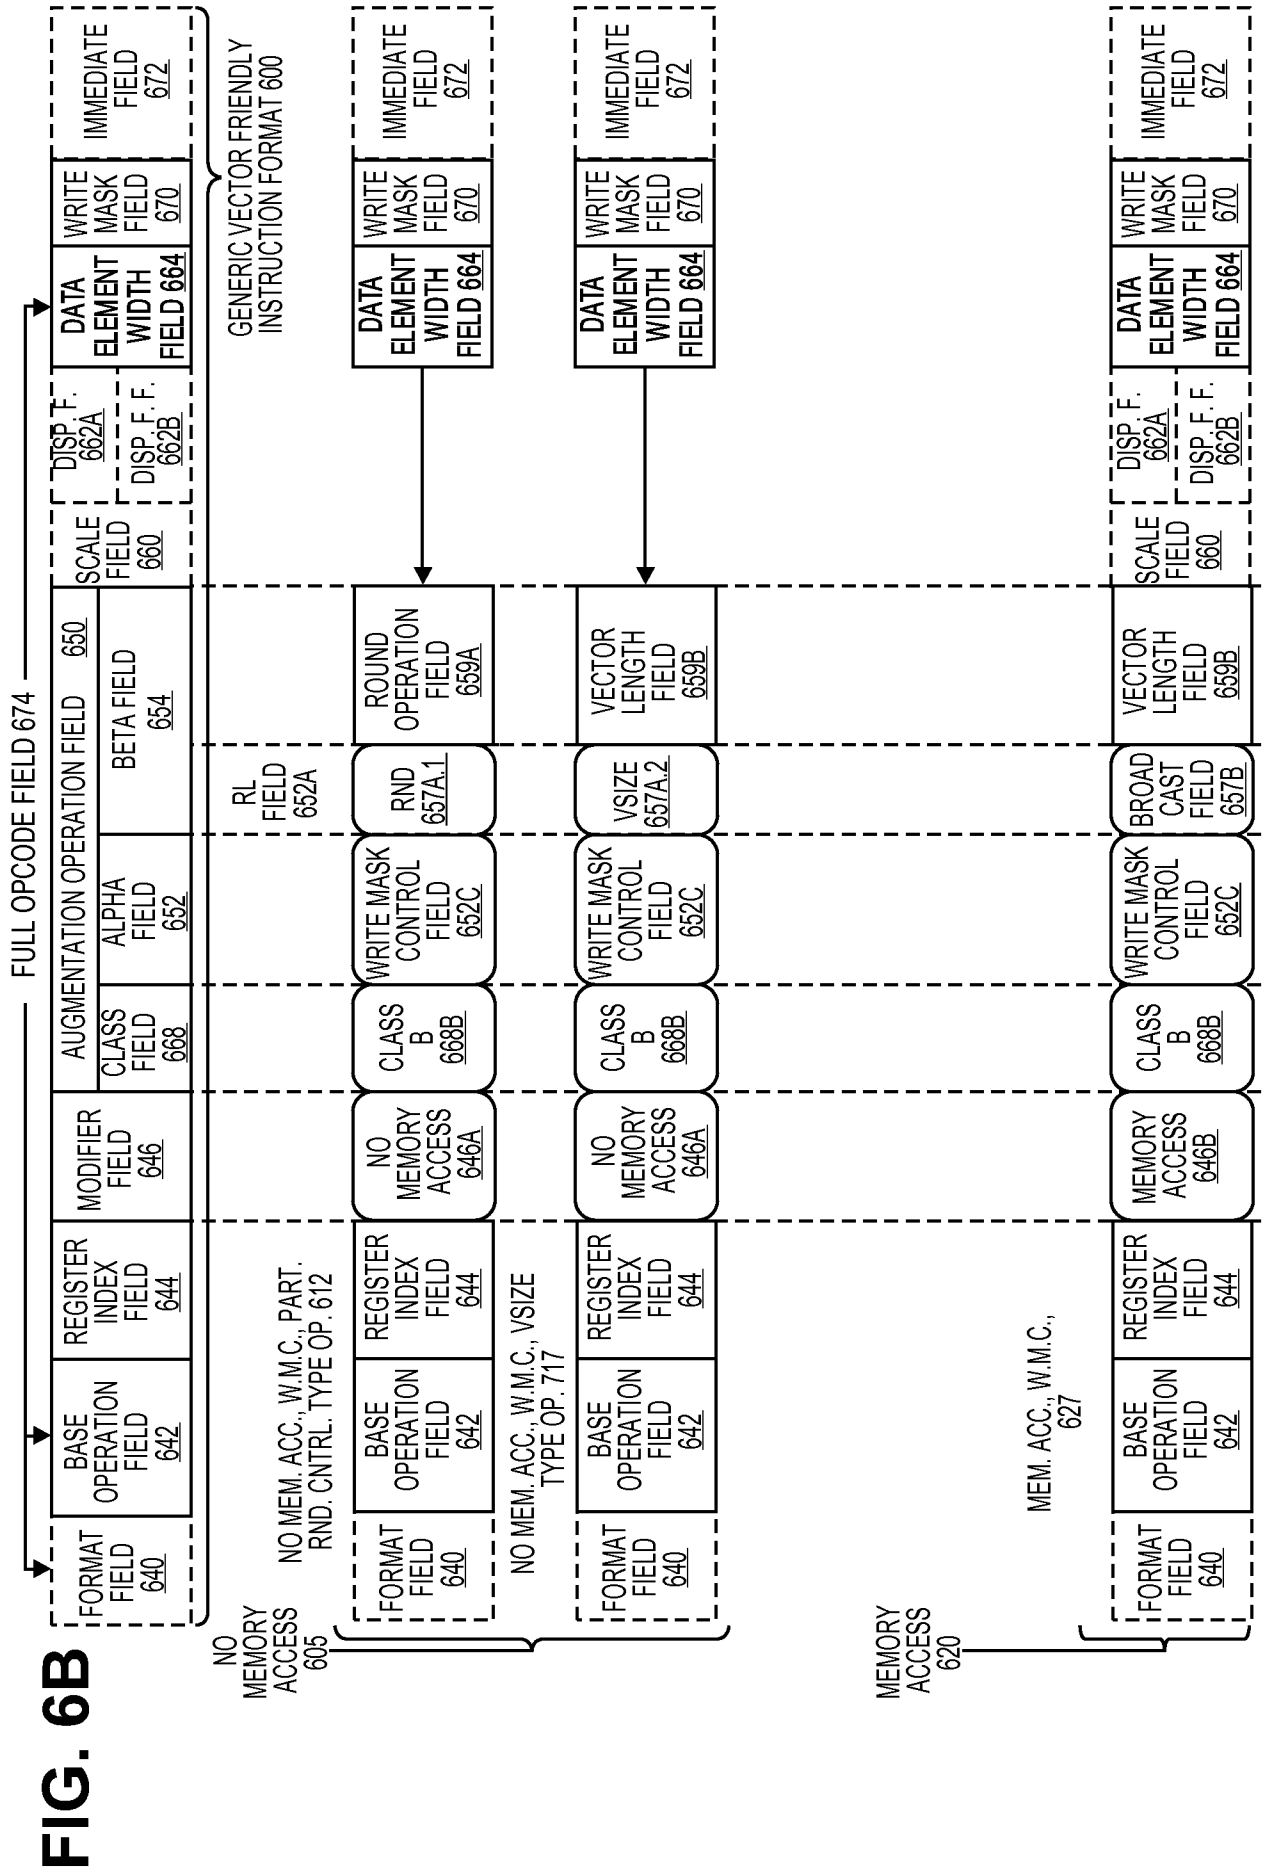 FIG. 6B
FULL OPCODE FIELD 674
FORMAT
FIELD
640
BASE
OPERATION
FIELD
642
REGISTER
INDEX
FIELD
644
MODIFIER
FIELD
646
AUGMENTATION OPERATION FIELD 650
CLASS
FIELD
668
ALPHA
FIELD
652
BETA FIELD
654
SCALE
FIELD
660
DISP. F.
662A
DISP. F. F.
662B
DATA
ELEMENT
WIDTH
FIELD 664
WRITE
MASK
FIELD
670
IMMEDIATE
FIELD
672
GENERIC VECTOR FRIENDLY
INSTRUCTION FORMAT 600
NO
MEMORY
ACCESS
605
NO MEM. ACC., W.M.C., PART.
RND. CNTRL. TYPE OP. 612
RL
FIELD
652A
FORMAT
FIELD
640
BASE
OPERATION
FIELD
642
REGISTER
INDEX
FIELD
644
NO
MEMORY
ACCESS
646A
CLASS
B
668B
WRITE MASK
CONTROL
FIELD
652C
RND
657A.1
ROUND
OPERATION
FIELD
659A
DATA
ELEMENT
WIDTH
FIELD 664
WRITE
MASK
FIELD
670
IMMEDIATE
FIELD
672
NO MEM. ACC., W.M.C., VSIZE
TYPE OP. 717
FORMAT
FIELD
640
BASE
OPERATION
FIELD
642
REGISTER
INDEX
FIELD
644
NO
MEMORY
ACCESS
646A
CLASS
B
668B
WRITE MASK
CONTROL
FIELD
652C
VSIZE
657A.2
VECTOR
LENGTH
FIELD
659B
DATA
ELEMENT
WIDTH
FIELD 664
WRITE
MASK
FIELD
670
IMMEDIATE
FIELD
672
MEMORY
ACCESS
620
MEM. ACC., W.M.C.,
627
FORMAT
FIELD
640
BASE
OPERATION
FIELD
642
REGISTER
INDEX
FIELD
644
MEMORY
ACCESS
646B
CLASS
B
668B
WRITE MASK
CONTROL
FIELD
652C
BROAD
CAST
FIELD
657B
VECTOR
LENGTH
FIELD
659B
SCALE
FIELD
660
DISP. F.
662A
DISP. F. F.
662B
DATA
ELEMENT
WIDTH
FIELD 664
WRITE
MASK
FIELD
670
IMMEDIATE
FIELD
672